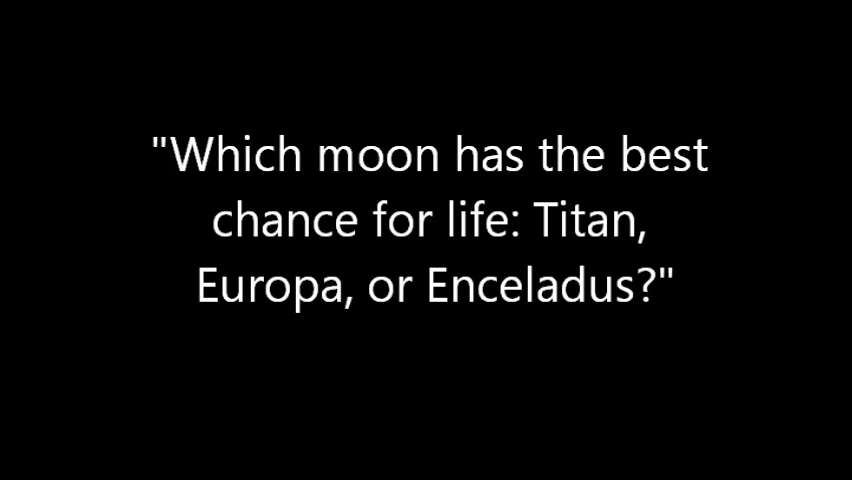 "Which moon has the best
chance for life: Titan,
Europa, or Enceladus?"